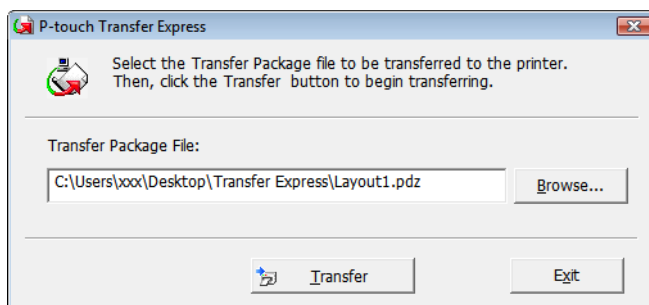 P-touch Transfer Express
Select the Transfer Package file to be transferred to the printer.
Then, click the Transfer button to begin transferring.
Transfer Package File:
C:\Users\xxx\Desktop\Transfer Express\Layout1.pdz
Browse...
Transfer
Exit